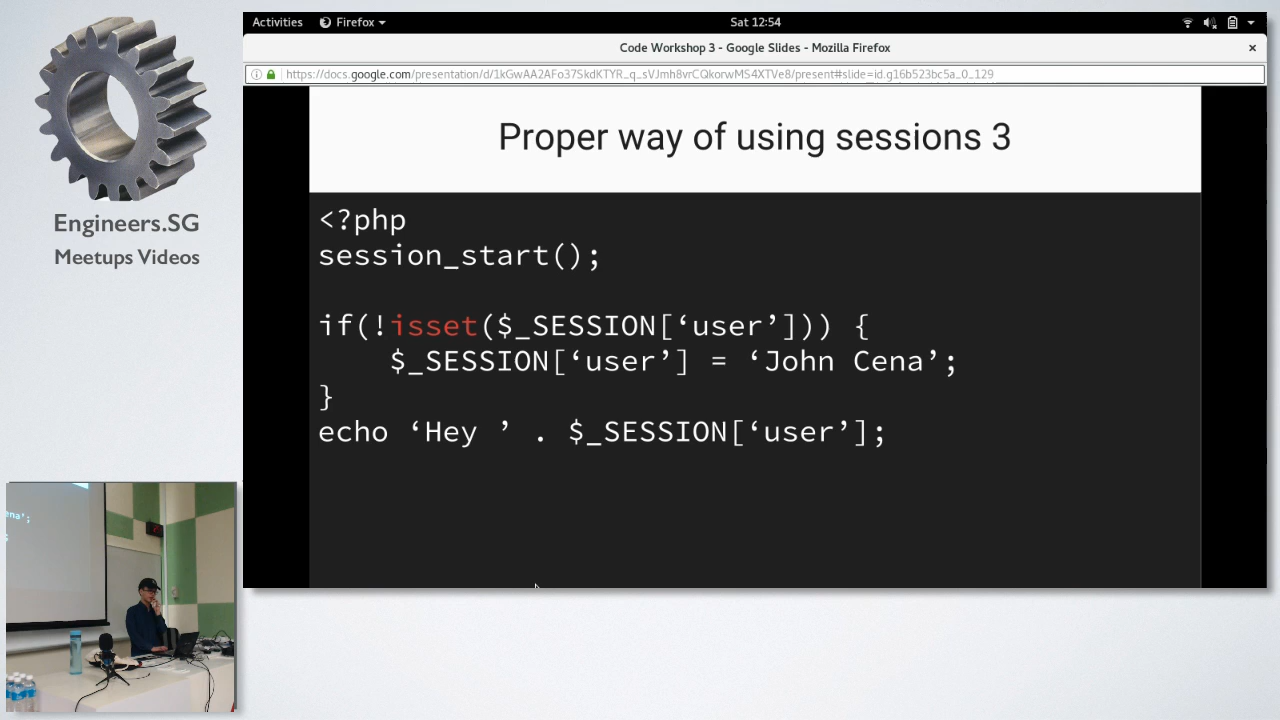 Activities Firefox Sat 12:54
Code Workshop 3 - Google Slides - Mozilla Firefox
https://docs.google.com/presentation/d/1kGwAA2AFo37SkdKTYR_q_sVJmh8vrCQkorwMS4XTVe8/present#slide=id.g16b523bc5a_0_129
Proper way of using sessions 3
<?php
session_start();
if(!isset($_SESSION[‘user’])) {
$_SESSION[‘user’] = ‘John Cena’;
}
echo ‘Hey ’ . $_SESSION[‘user’];
Engineers.SG
Meetups Videos